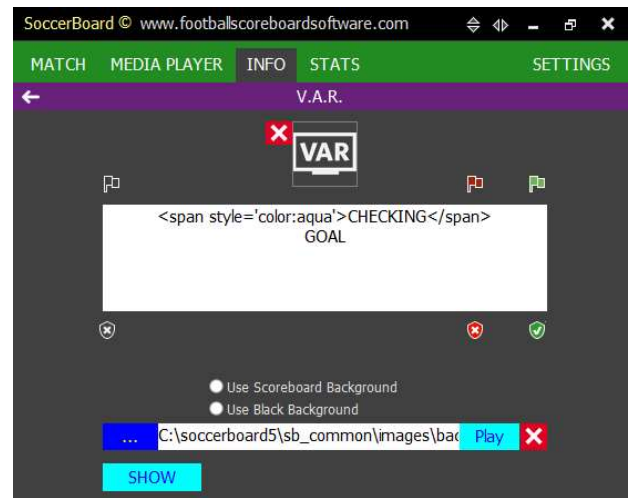 SoccerBoard © www.footballscoreboardsoftware.com
MATCH MEDIA PLAYER INFO STATS SETTINGS
V.A.R.
VAR
<span style='color:aqua'>CHECKING</span>
GOAL
Use Scoreboard Background
Use Black Background
... C:\soccerboard5\sb_common\images\bac Play
SHOW